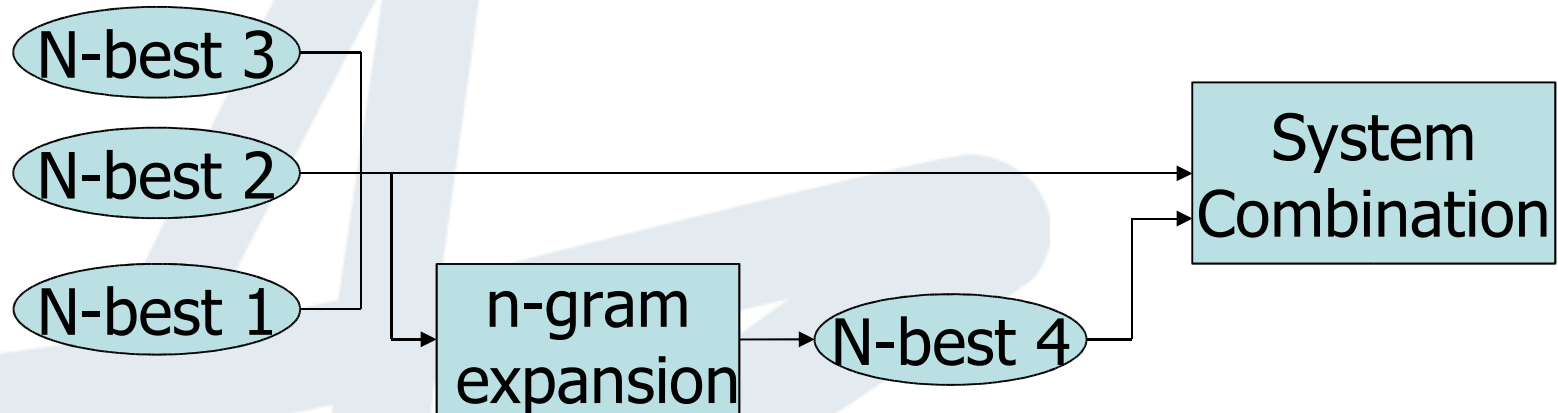 N-best 3
N-best 2
N-best 1
n-gram
expansion
N-best 4
System
Combination